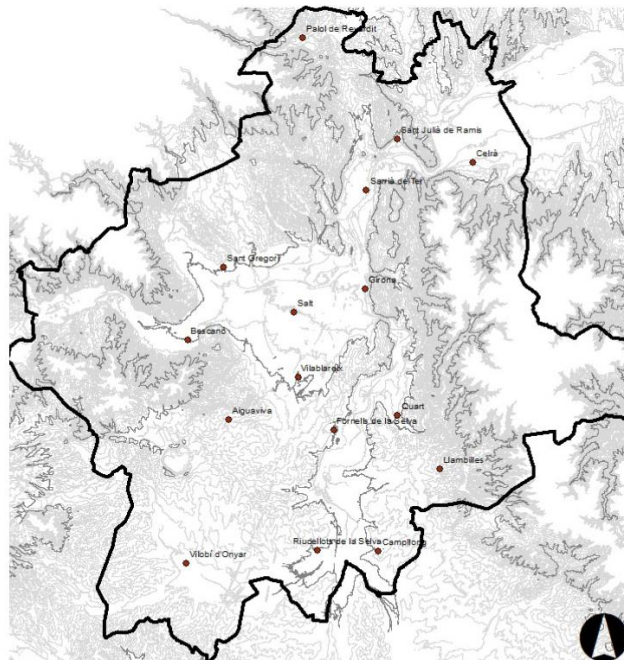 Palol de Revardit
Sant Julià de Ramis
Celrà
Sarrià de Ter
Sant Gregori
Girona
Salt
Bescanó
Vilablareix
Aiguaviva
Quart
Fornells de la Selva
Llambilles
Riudellots de la Selva
Campllong
Vilobí d'Onyar